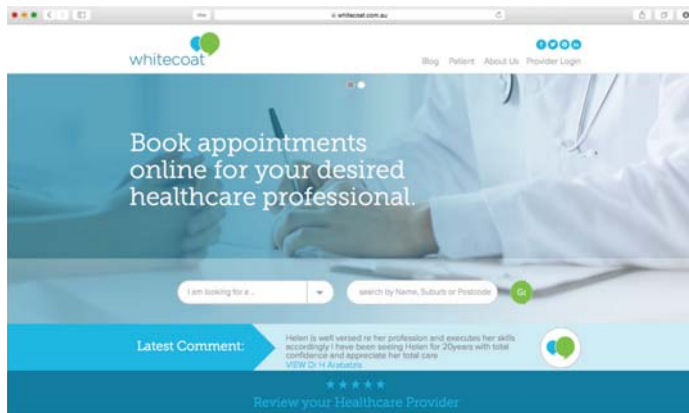 whitecoat.com.au
whitecoat
Blog Patient About Us Provider Login
Book appointments
online for your desired
healthcare professional.
I am looking for a ..
search by Name, Suburb or Postcode
Go
Latest Comment:
Helen is well versed re her profession and executes her skills
accordingly I have been seeing Helen for 20years with total
confidence and appreciate her total care
VIEW Dr H Arabatzis
Review your Healthcare Provider